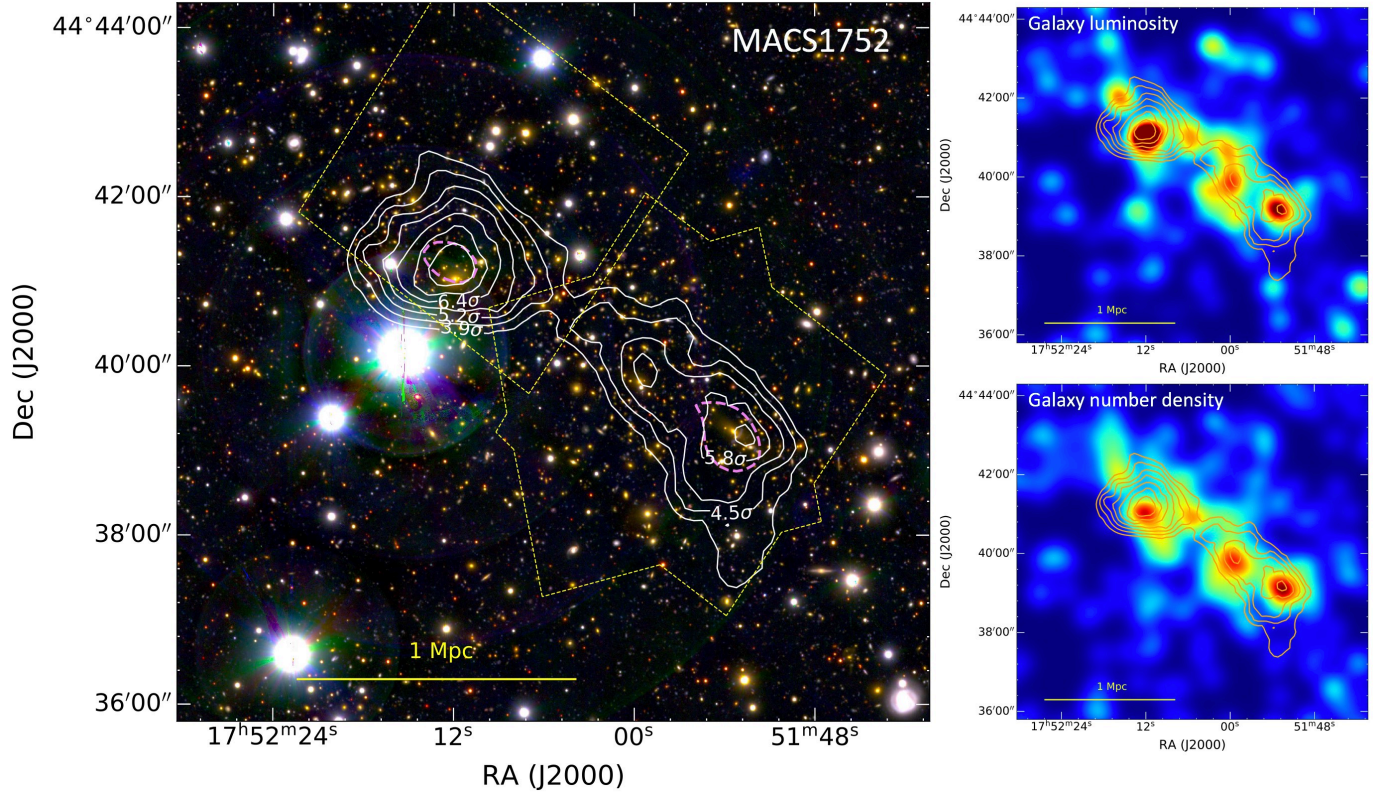 MACS1752
44°44′00″
42′00″
40′00″
38′00″
36′00″
Dec (J2000)
6.4σ
5.2σ
3.9σ
5.8σ
4.5σ
1 Mpc
17ʰ52ᵐ24ˢ
12ˢ
00ˢ
51ᵐ48ˢ
RA (J2000)
Galaxy luminosity
44°44′00″
42′00″
40′00″
38′00″
36′00″
Dec (J2000)
1 Mpc
17ʰ52ᵐ24ˢ
12ˢ
00ˢ
51ᵐ48ˢ
RA (J2000)
Galaxy number density
44°44′00″
42′00″
40′00″
38′00″
36′00″
Dec (J2000)
1 Mpc
17ʰ52ᵐ24ˢ
12ˢ
00ˢ
51ᵐ48ˢ
RA (J2000)